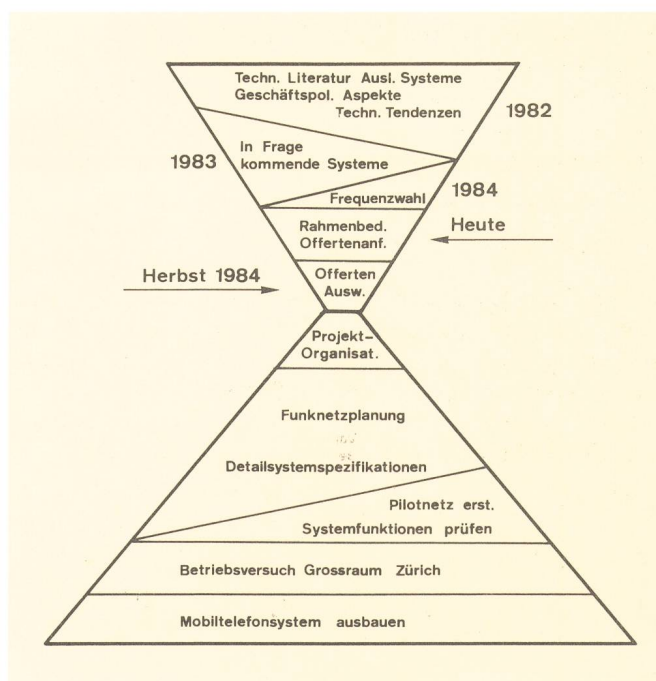 Techn. Literatur Ausl. Systeme
Geschäftspol. Aspekte
Techn. Tendenzen
1982
In Frage
kommende Systeme
1983
1984
Frequenzwahl
Rahmenbed.
Offertenanf.
Heute
Herbst 1984
Offerten
Ausw.
Projekt-
Organisat.
Funknetzplanung
Detailsystemspezifikationen
Pilotnetz erst.
Systemfunktionen prüfen
Betriebsversuch Grossraum Zürich
Mobiltelefonsystem ausbauen